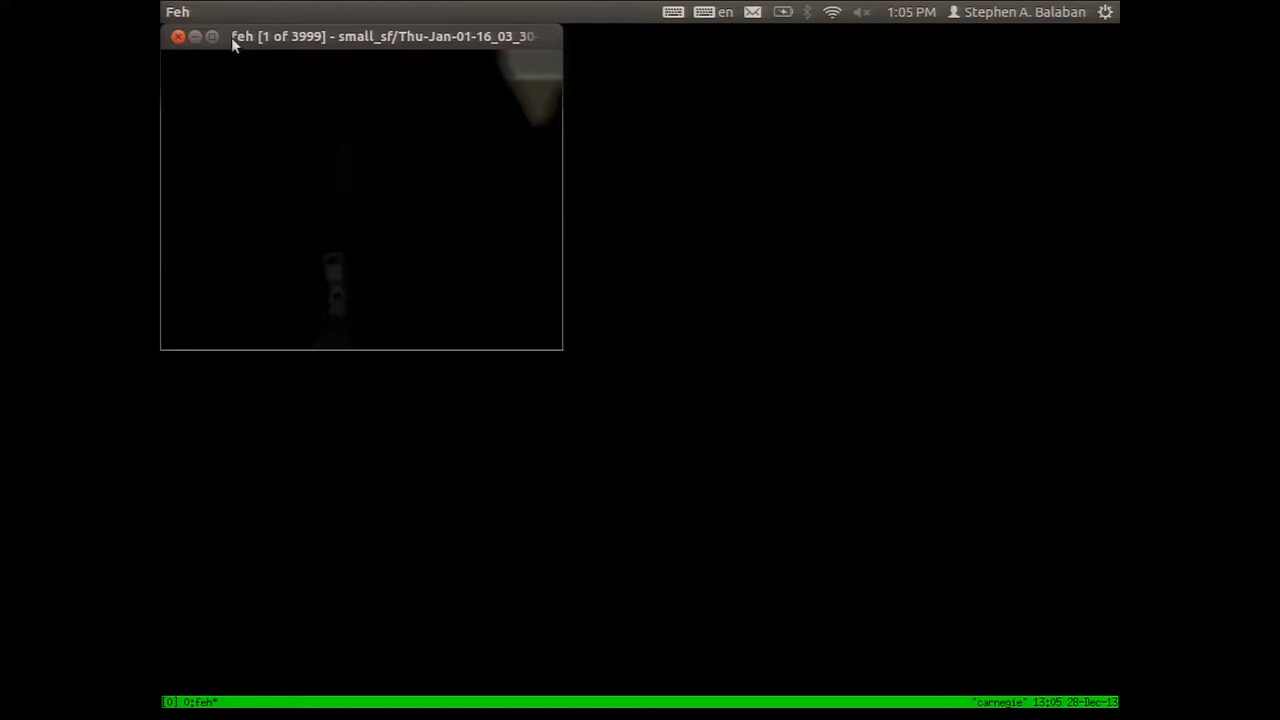 Feh
en
1:05 PM
Stephen A. Balaban
feh [1 of 3999] - small_sf/Thu-Jan-01-16_03_30-
[0] 0:feh*
"carnegie" 13:05 28-Dec-13